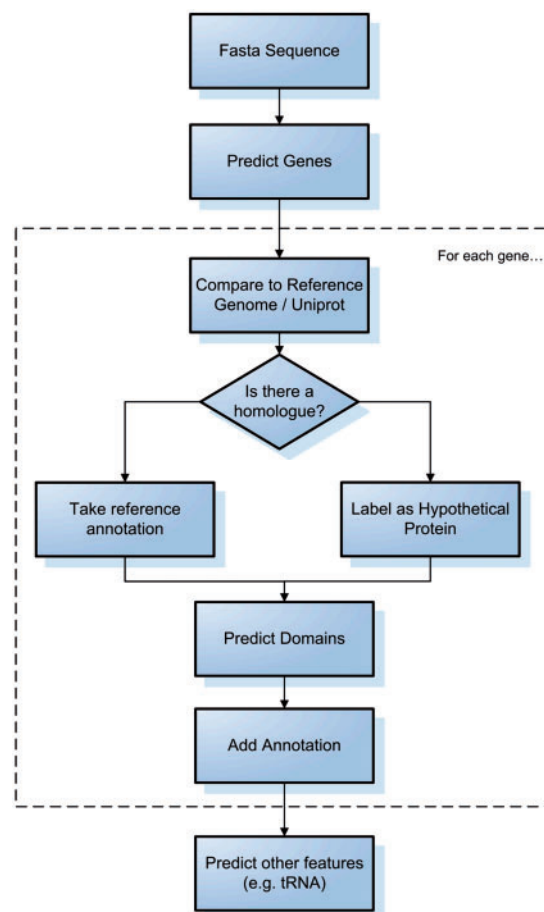 Fasta Sequence
Predict Genes
For each gene...
Compare to Reference
Genome / Uniprot
Is there a
homologue?
Take reference
annotation
Label as Hypothetical
Protein
Predict Domains
Add Annotation
Predict other features
(e.g. tRNA)